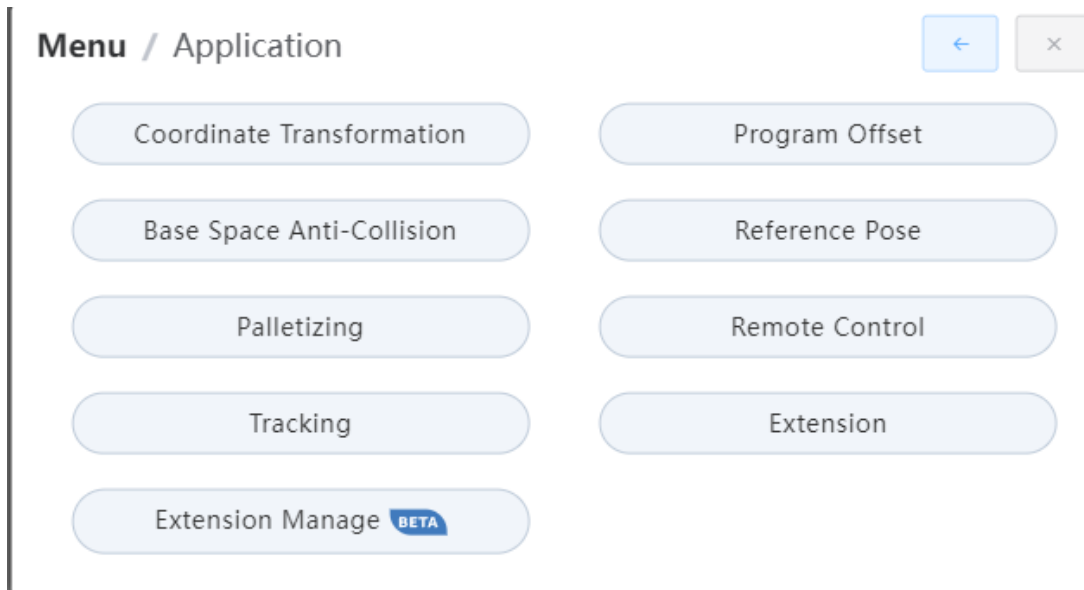 Menu / Application
Coordinate Transformation
Program Offset
Base Space Anti-Collision
Reference Pose
Palletizing
Remote Control
Tracking
Extension
Extension Manage BETA